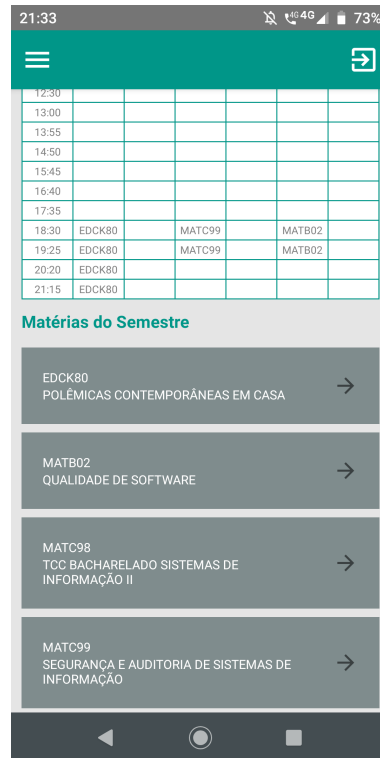 21:33 4G 4G 73%
12:30
13:00
13:55
14:50
15:45
16:40
17:35
18:30 EDCK80 MATC99 MATB02
19:25 EDCK80 MATC99 MATB02
20:20 EDCK80
21:15 EDCK80
Matérias do Semestre
EDCK80
POLÊMICAS CONTEMPORÂNEAS EM CASA
MATB02
QUALIDADE DE SOFTWARE
MATC98
TCC BACHARELADO SISTEMAS DE
INFORMAÇÃO II
MATC99
SEGURANÇA E AUDITORIA DE SISTEMAS DE
INFORMAÇÃO